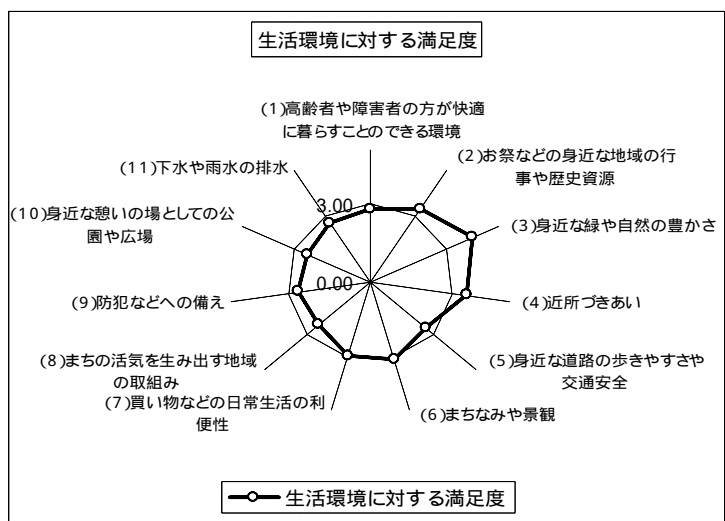 生活環境に対する満足度
(1)高齢者や障害者の方が快適
に暮らすことのできる環境
(2)お祭などの身近な地域の行
事や歴史資源
(3)身近な緑や自然の豊かさ
(4)近所づきあい
(5)身近な道路の歩きやすさや
交通安全
(6)まちなみや景観
(7)買い物などの日常生活の利
便性
(8)まちの活気を生み出す地域
の取組み
(9)防犯などへの備え
(10)身近な憩いの場としての公
園や広場
(11)下水や雨水の排水
3.00
0.00
生活環境に対する満足度